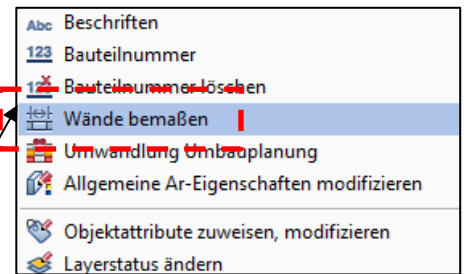 Abc Beschriften
123 Bauteilnummer
123 Bauteilnummer löschen
Wände bemaßen
Umwandlung Umbauplanung
Allgemeine Ar-Eigenschaften modifizieren
Objektattribute zuweisen, modifizieren
Layerstatus ändern